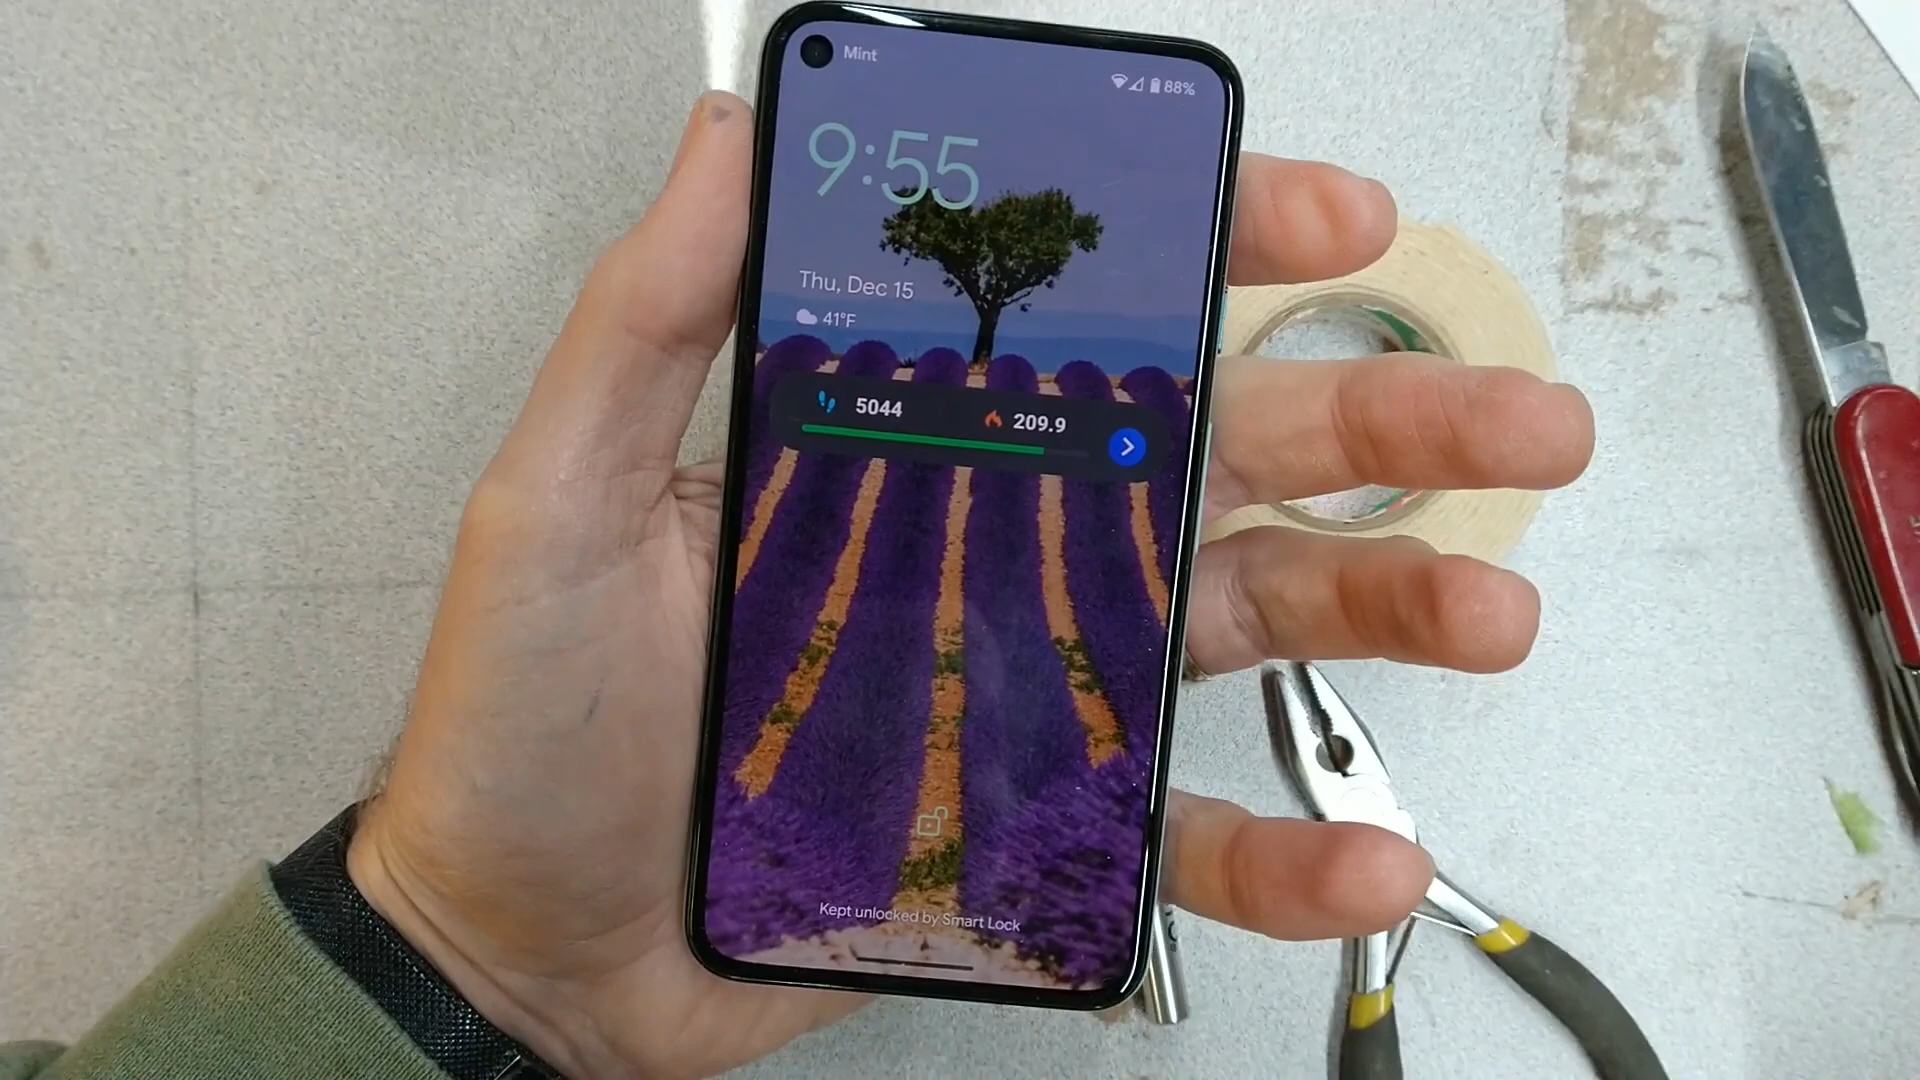 Mint
88%
9:55
Thu, Dec 15
41°F
5044
209.9
Kept unlocked by Smart Lock